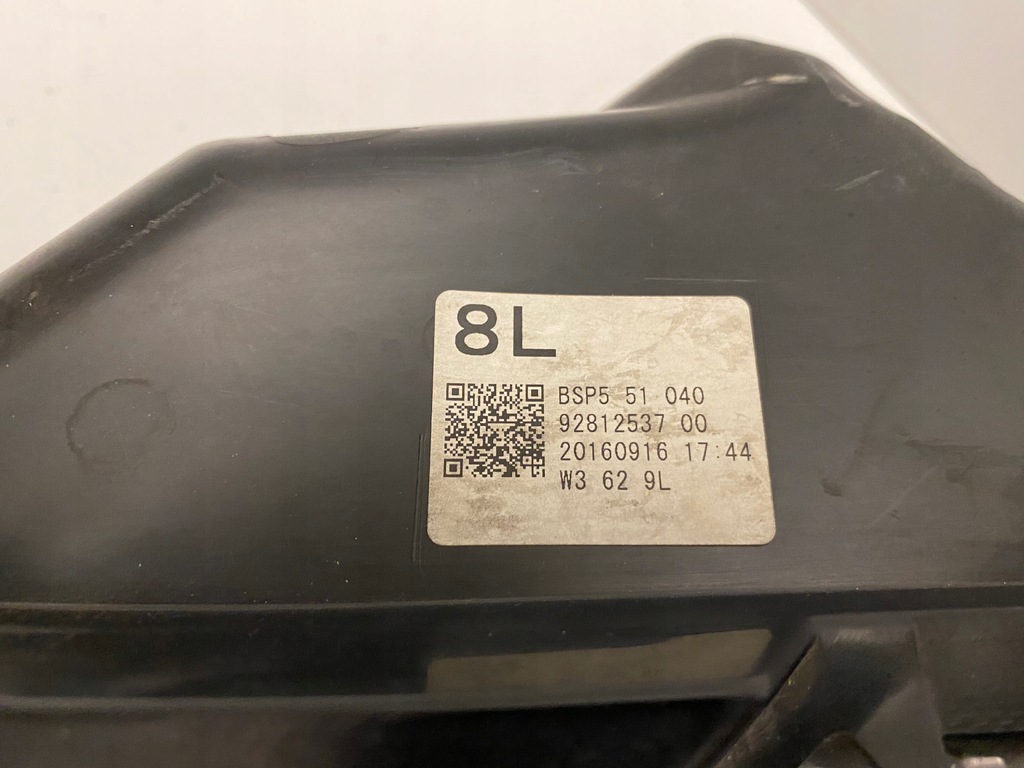 8L
BSP5 51 040
92812537 00
20160916 17:44
W3 62 9L